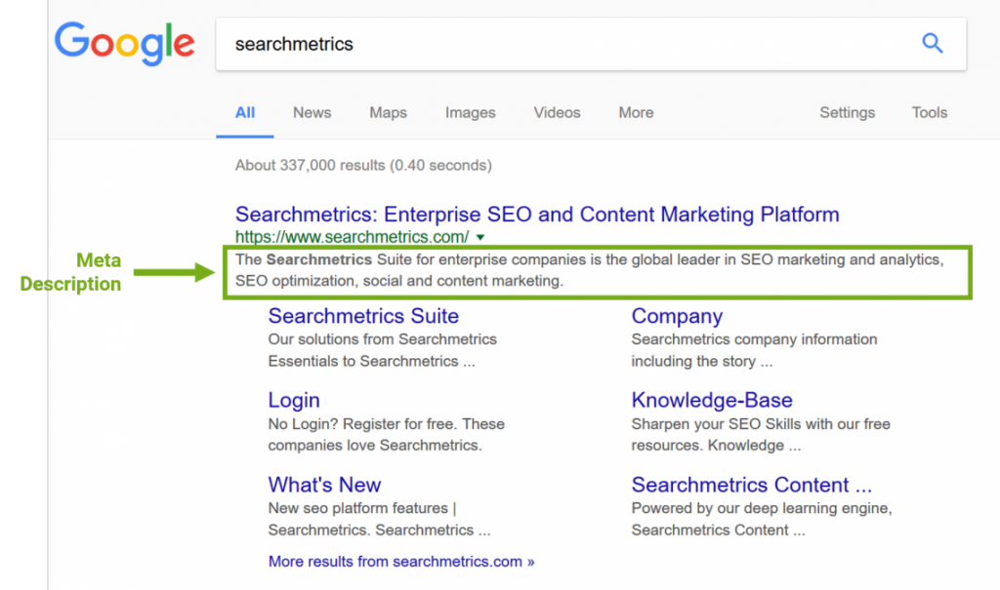 Google
searchmetrics
All News Maps Images Videos More Settings Tools
About 337,000 results (0.40 seconds)
Searchmetrics: Enterprise SEO and Content Marketing Platform
https://www.searchmetrics.com/
Meta
Description
The Searchmetrics Suite for enterprise companies is the global leader in SEO marketing and analytics,
SEO optimization, social and content marketing.
Searchmetrics Suite
Our solutions from Searchmetrics
Essentials to Searchmetrics ...
Company
Searchmetrics company information
including the story ...
Login
No Login? Register for free. These
companies love Searchmetrics.
Knowledge-Base
Sharpen your SEO Skills with our free
resources. Knowledge ...
What's New
New seo platform features |
Searchmetrics. Searchmetrics ...
Searchmetrics Content ...
Powered by our deep learning engine,
Searchmetrics Content ...
More results from searchmetrics.com »